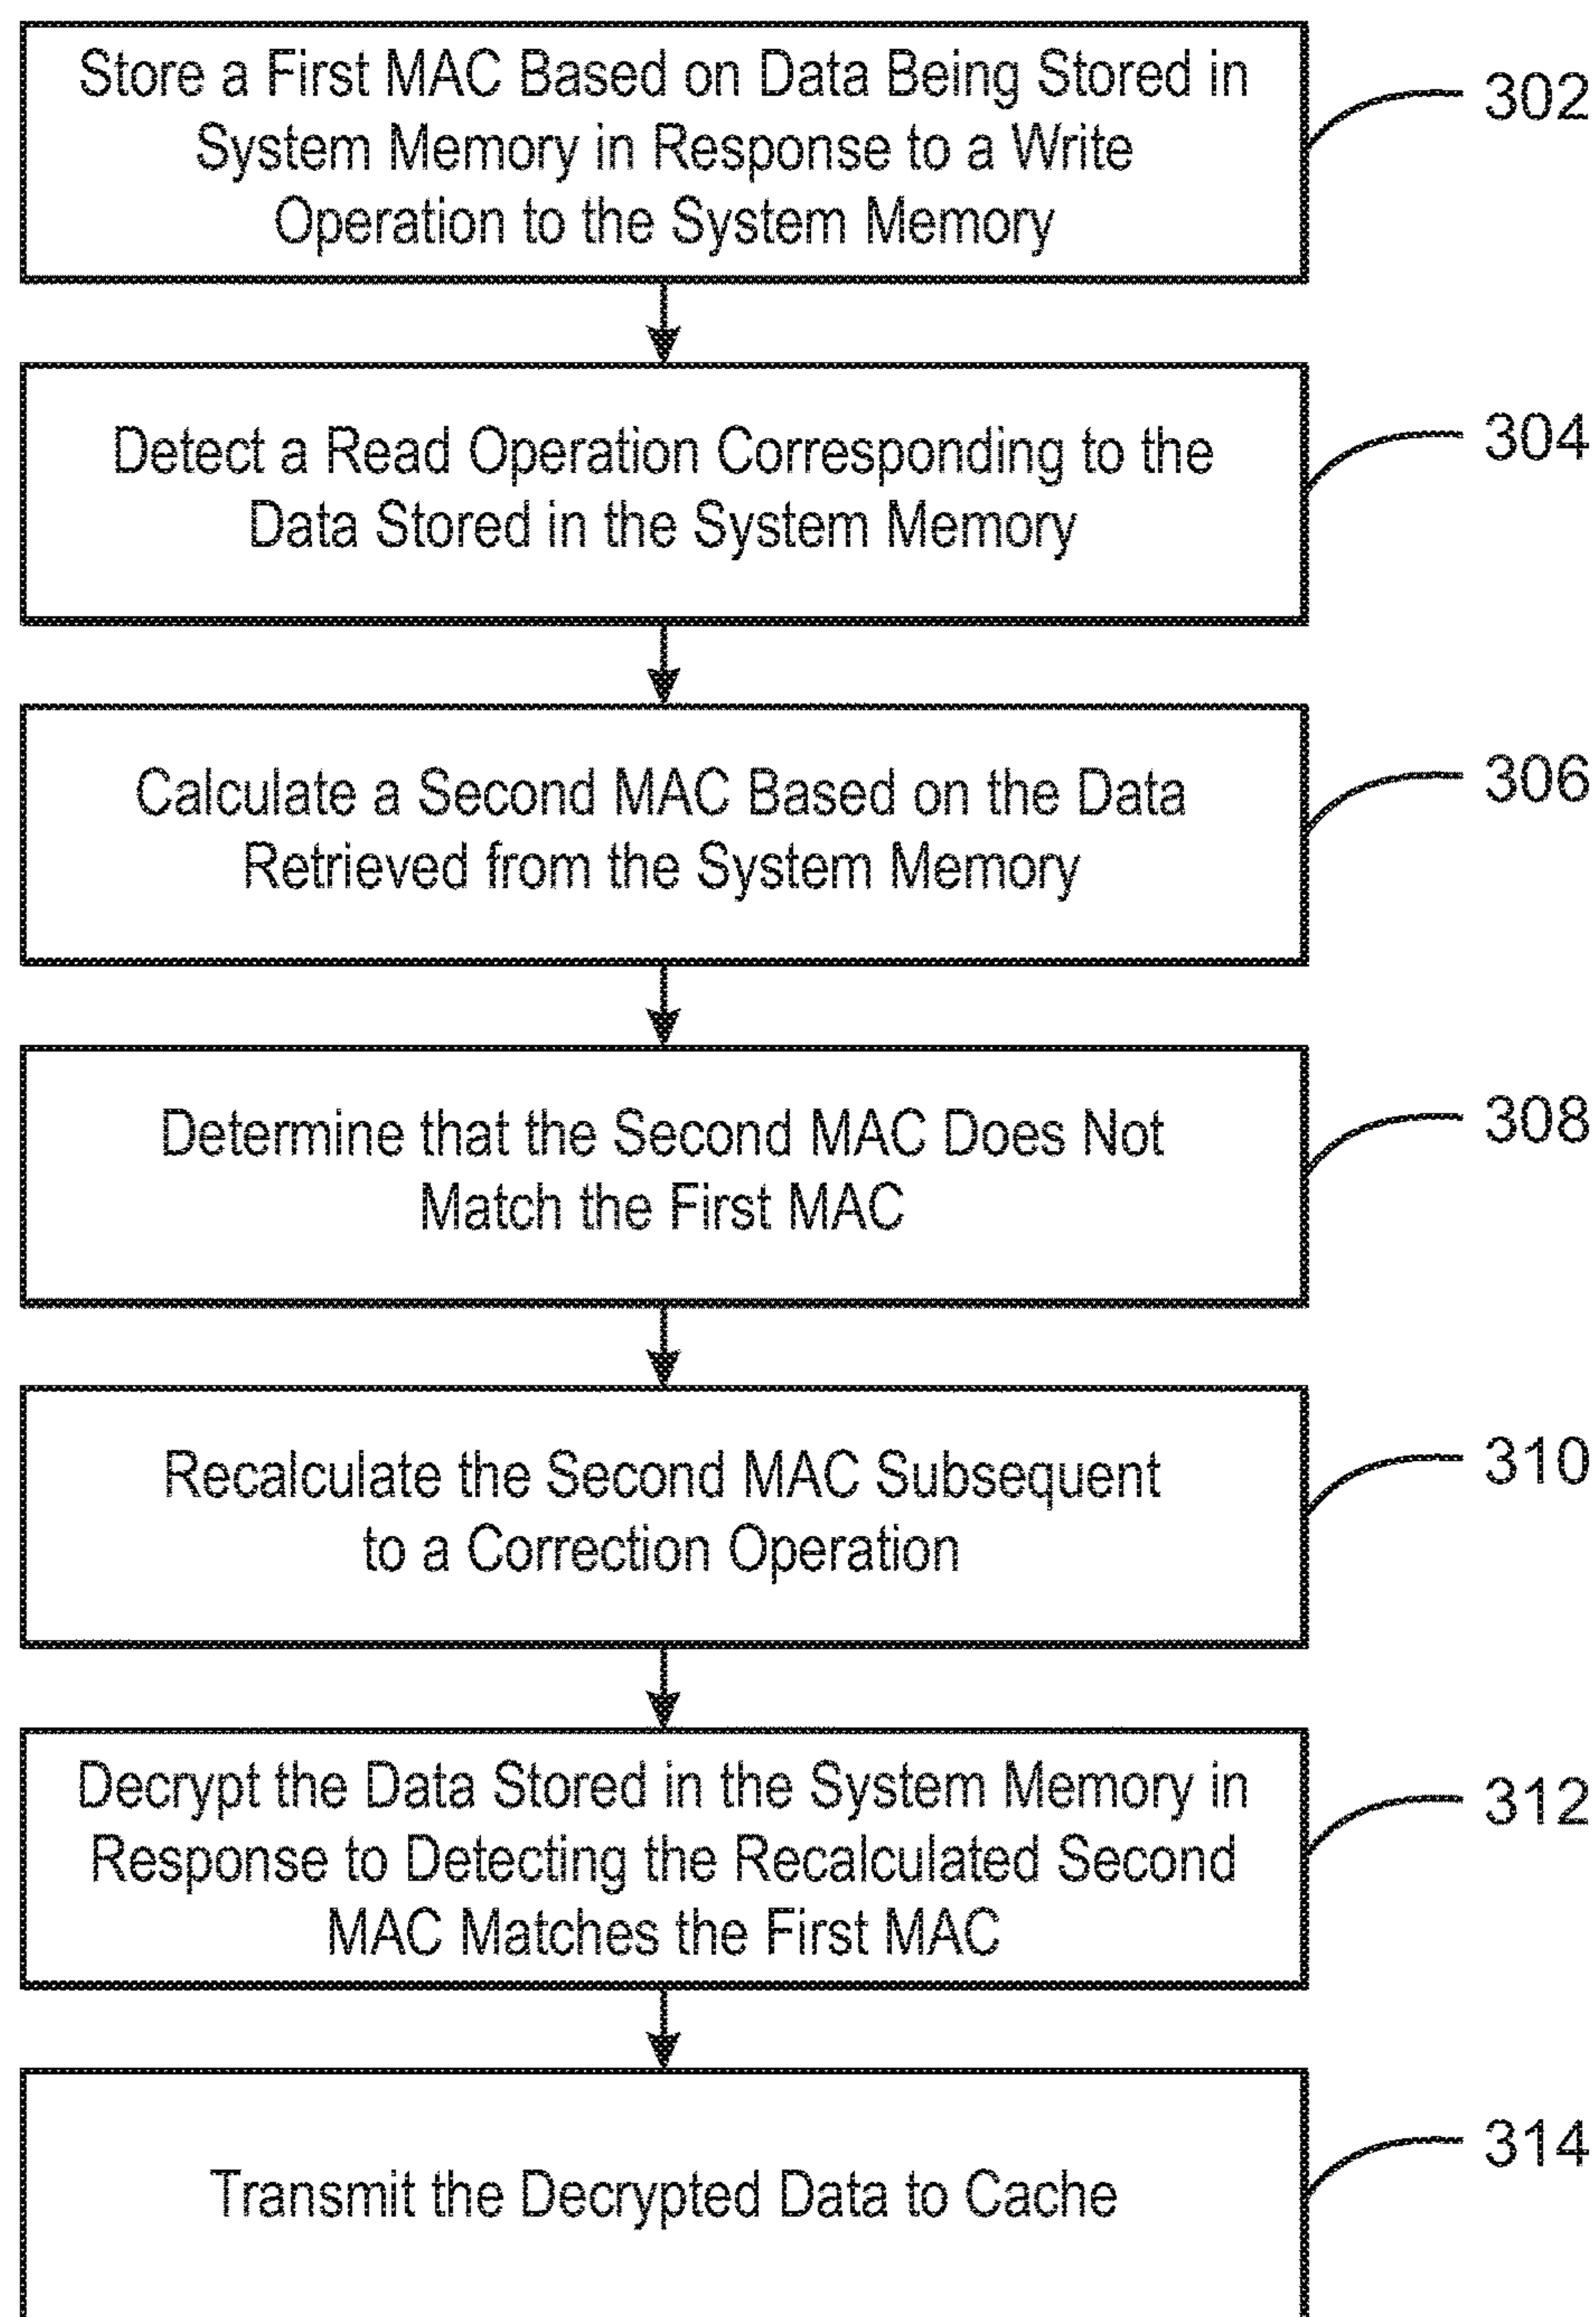 Store a First MAC Based on Data Being Stored in
System Memory in Response to a Write
Operation to the System Memory
302
Detect a Read Operation Corresponding to the
Data Stored in the System Memory
304
Calculate a Second MAC Based on the Data
Retrieved from the System Memory
306
Determine that the Second MAC Does Not
Match the First MAC
308
Recalculate the Second MAC Subsequent
to a Correction Operation
310
Decrypt the Data Stored in the System Memory in
Response to Detecting the Recalculated Second
MAC Matches the First MAC
312
Transmit the Decrypted Data to Cache
314